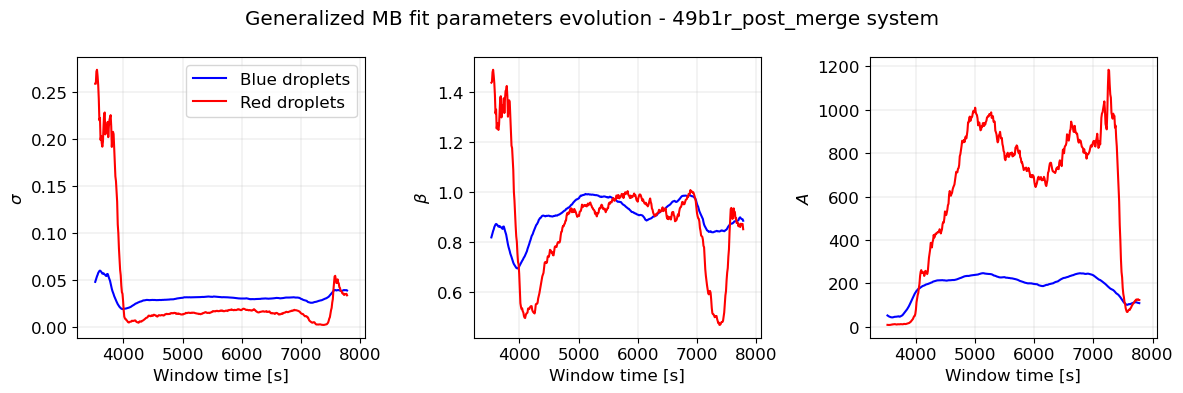 Generalized MB fit parameters evolution - 49b1r_post_merge system
Blue droplets
Red droplets
σ
0.25
0.20
0.15
0.10
0.05
0.00
4000 5000 6000 7000 8000
Window time [s]
β
1.4
1.2
1.0
0.8
0.6
4000 5000 6000 7000 8000
Window time [s]
A
1200
1000
800
600
400
200
0
4000 5000 6000 7000 8000
Window time [s]